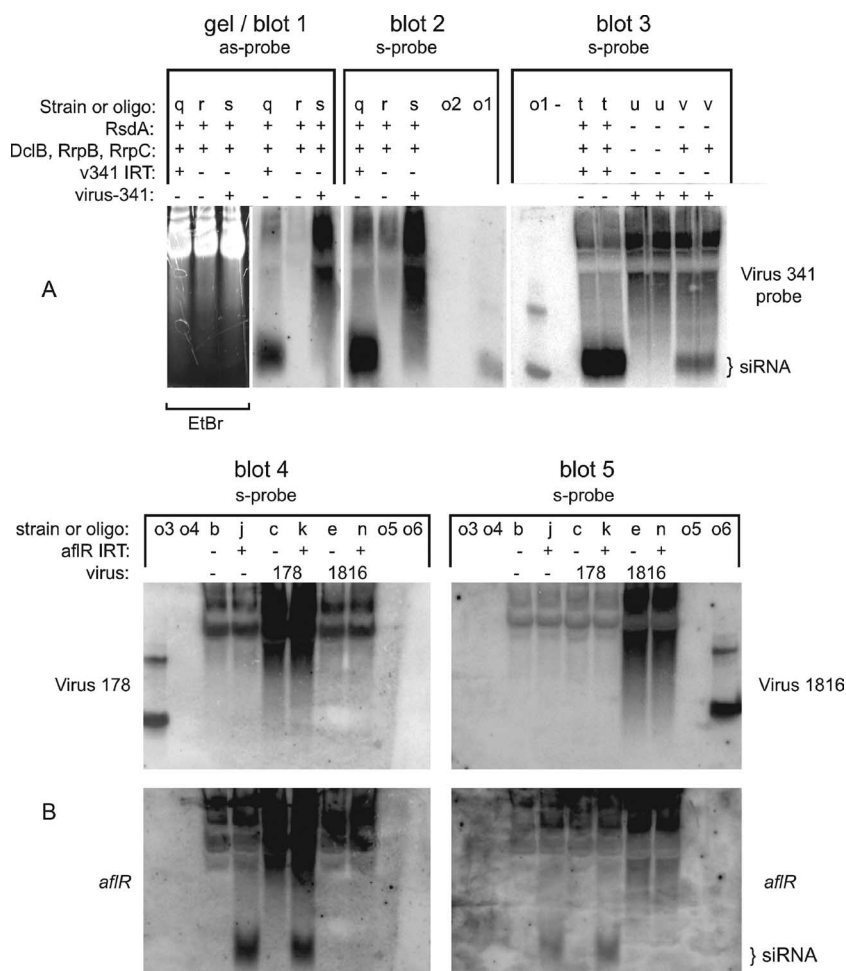 gel / blot 1 blot 2 blot 3
as-probe s-probe s-probe
Strain or oligo: q r s q r s q r s o2 o1 o1 - t t u u v v
RsdA: + + + + + + + + + + + - - - -
DclB, RrpB, RrpC: + + + + + + + + + + + - - + +
v341 IRT: + - - + - - + - - + + - - - -
virus-341: - - + - - + - - + - - + + + +
A
Virus 341
probe
} siRNA
EtBr
blot 4 blot 5
s-probe s-probe
strain or oligo: o3 o4 b j c k e n o5 o6 o3 o4 b j c k e n o5 o6
aflR IRT: - + - + - + - + - + - +
virus: - - 178 1816 - - 178 1816
Virus 178 Virus 1816
B
aflR aflR
} siRNA